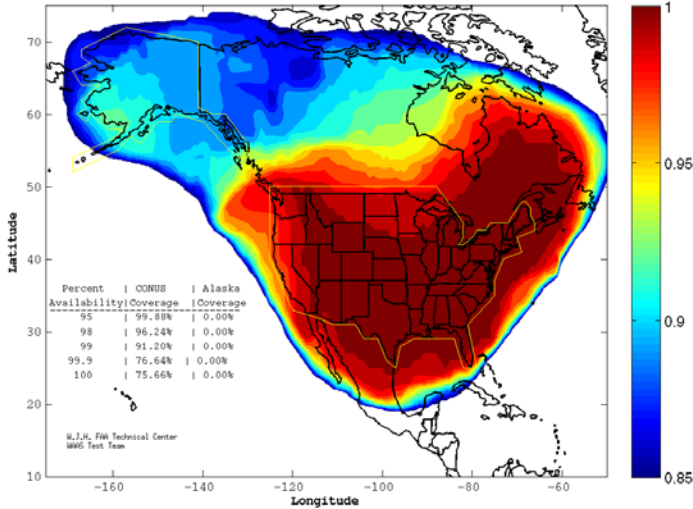 75
70
60
50
40
30
20
10
Latitude
-160
-140
-120
-100
-80
-60
Longitude
Percent | CONUS | Alaska
Availability|Coverage |Coverage
95 | 99.88% | 0.00%
98 | 96.24% | 0.00%
99 | 91.20% | 0.00%
99.9 | 76.64% | 0.00%
100 | 75.66% | 0.00%
W.J.H. FAA Technical Center
WAAS Test Team
1
0.95
0.9
0.85